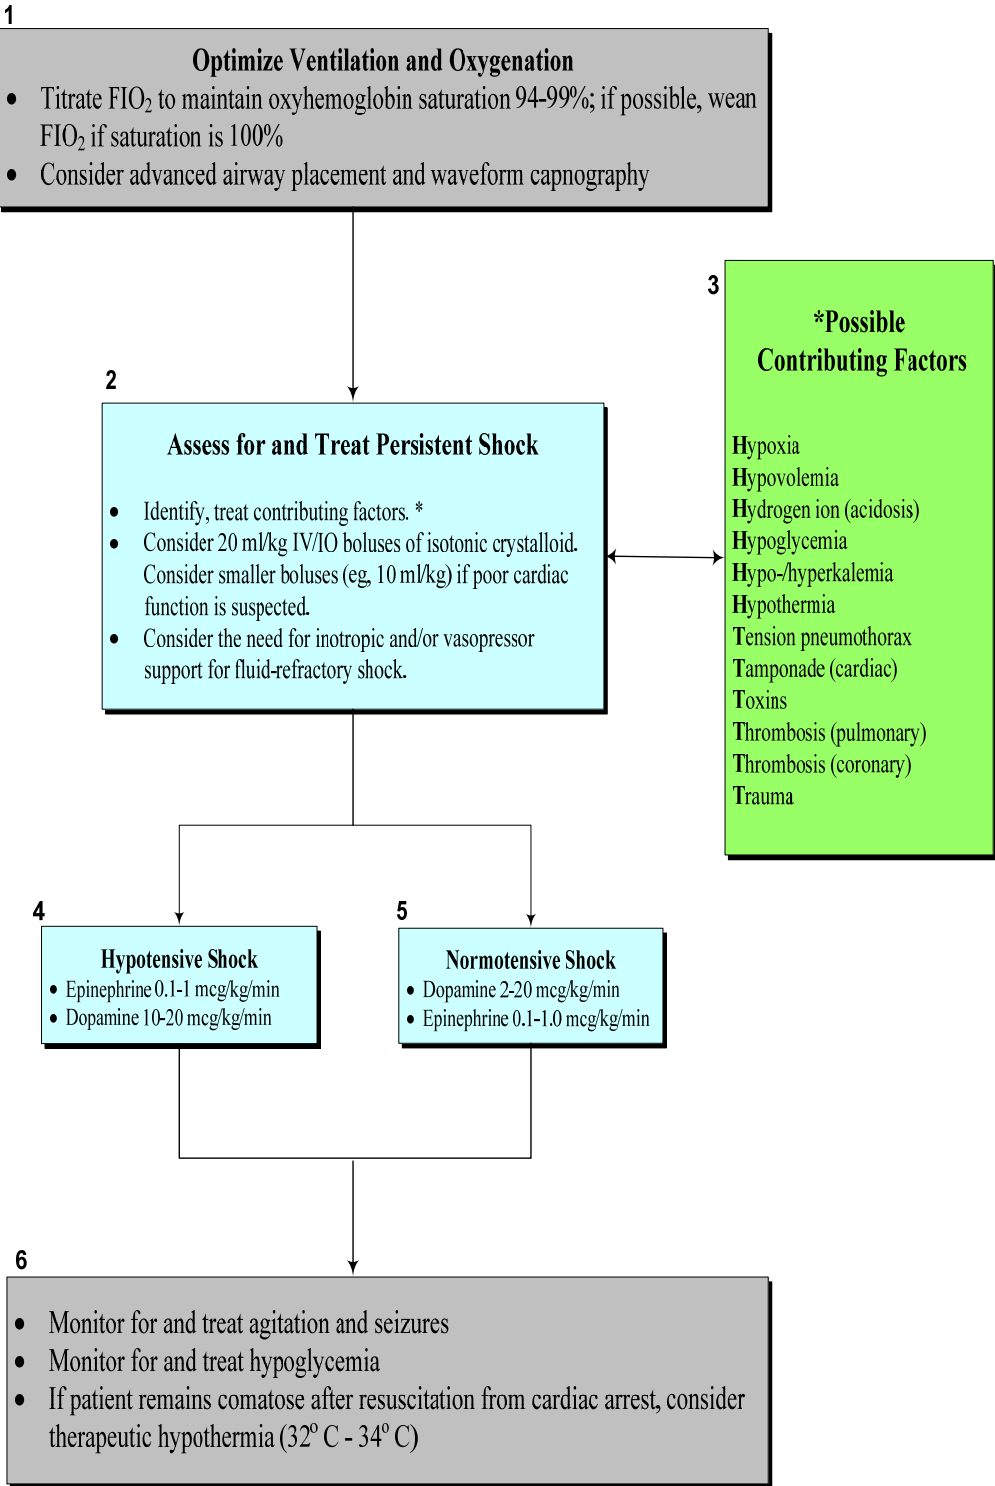 1
Optimize Ventilation and Oxygenation
• Titrate FIO₂ to maintain oxyhemoglobin saturation 94-99%; if possible, wean
FIO₂ if saturation is 100%
• Consider advanced airway placement and waveform capnography
2
Assess for and Treat Persistent Shock
• Identify, treat contributing factors. *
• Consider 20 ml/kg IV/IO boluses of isotonic crystalloid.
Consider smaller boluses (eg, 10 ml/kg) if poor cardiac
function is suspected.
• Consider the need for inotropic and/or vasopressor
support for fluid-refractory shock.
3
*Possible
Contributing Factors
Hypoxia
Hypovolemia
Hydrogen ion (acidosis)
Hypoglycemia
Hypo-/hyperkalemia
Hypothermia
Tension pneumothorax
Tamponade (cardiac)
Toxins
Thrombosis (pulmonary)
Thrombosis (coronary)
Trauma
4
Hypotensive Shock
• Epinephrine 0.1-1 mcg/kg/min
• Dopamine 10-20 mcg/kg/min
5
Normotensive Shock
• Dopamine 2-20 mcg/kg/min
• Epinephrine 0.1-1.0 mcg/kg/min
6
• Monitor for and treat agitation and seizures
• Monitor for and treat hypoglycemia
• If patient remains comatose after resuscitation from cardiac arrest, consider
therapeutic hypothermia (32° C - 34° C)